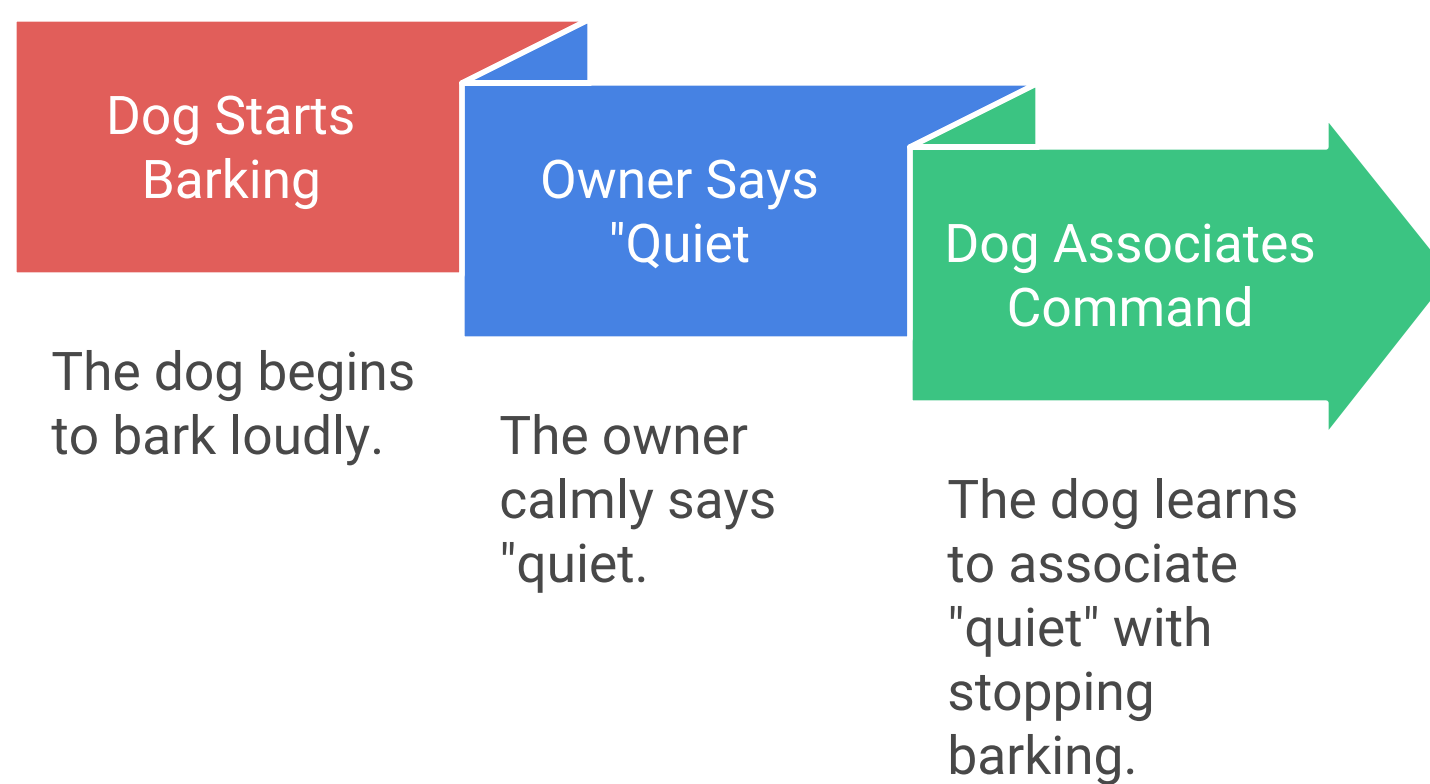 Dog Starts
Barking
The dog begins
to bark loudly.
Owner Says
"Quiet
The owner
calmly says
"quiet.
Dog Associates
Command
The dog learns
to associate
"quiet" with
stopping
barking.